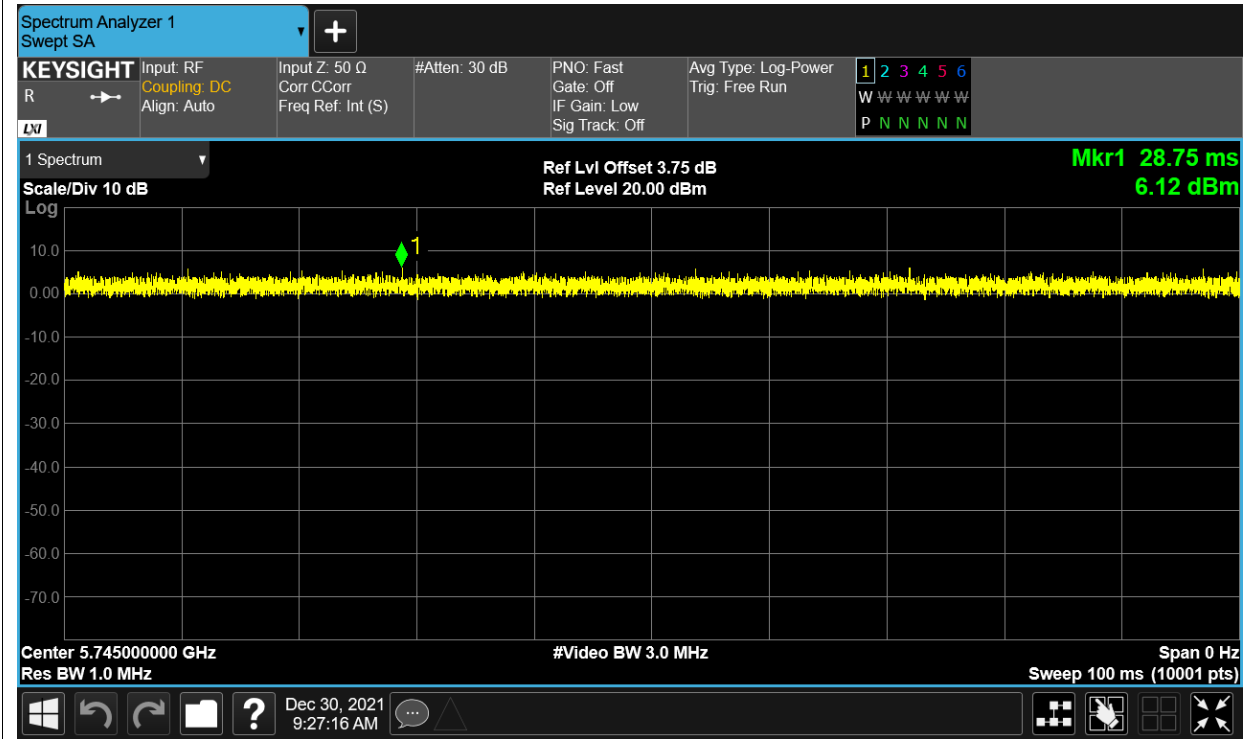 Spectrum Analyzer 1
Swept SA
+
KEYSIGHT
R
LXI
Input: RF
Coupling: DC
Align: Auto
Input Z: 50 Ω
Corr CCorr
Freq Ref: Int (S)
#Atten: 30 dB
PNO: Fast
Gate: Off
IF Gain: Low
Sig Track: Off
Avg Type: Log-Power
Trig: Free Run
1 2 3 4 5 6
W W W W W W
P N N N N N
1 Spectrum
Scale/Div 10 dB
Log
Ref Lvl Offset 3.75 dB
Ref Level 20.00 dBm
Mkr1 28.75 ms
6.12 dBm
1
10.0
0.00
-10.0
-20.0
-30.0
-40.0
-50.0
-60.0
-70.0
Center 5.745000000 GHz
Res BW 1.0 MHz
#Video BW 3.0 MHz
Span 0 Hz
Sweep 100 ms (10001 pts)
?
Dec 30, 2021
9:27:16 AM